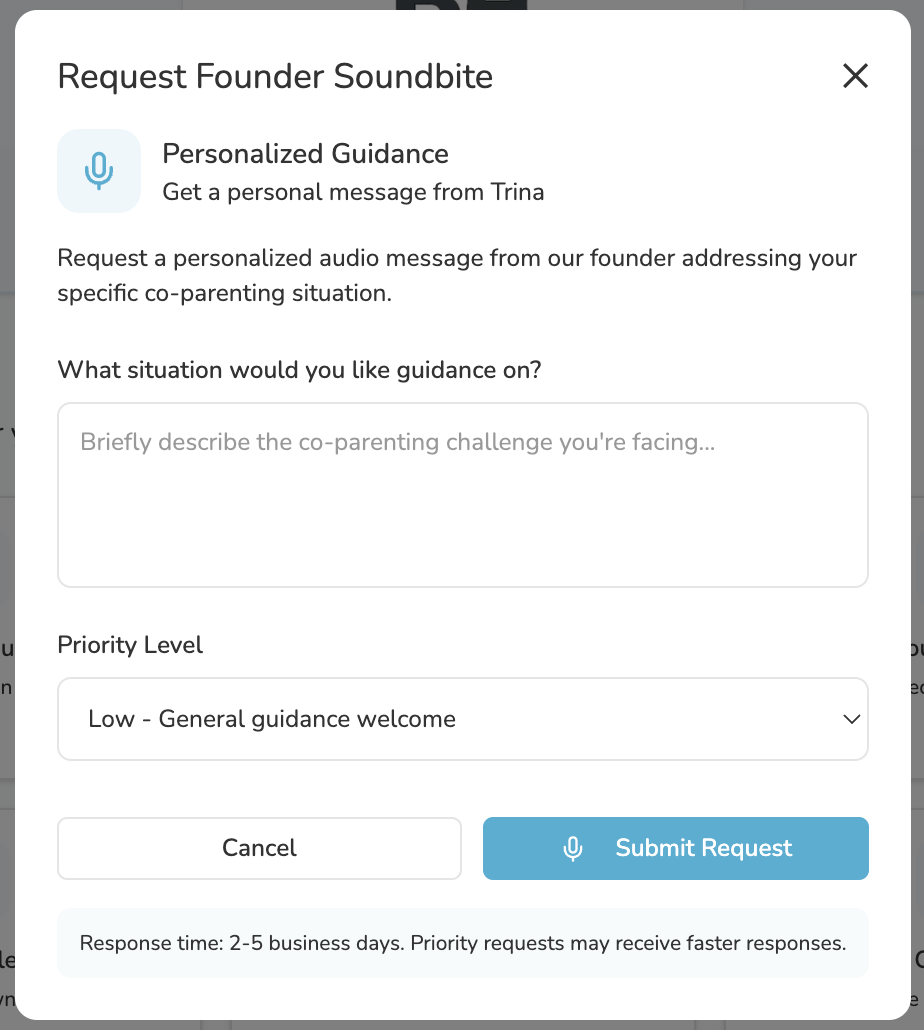 Request Founder Soundbite
Personalized Guidance
Get a personal message from Trina
Request a personalized audio message from our founder addressing your
specific co-parenting situation.
What situation would you like guidance on?
Briefly describe the co-parenting challenge you're facing...
Priority Level
Low - General guidance welcome
Cancel
Submit Request
Response time: 2-5 business days. Priority requests may receive faster responses.